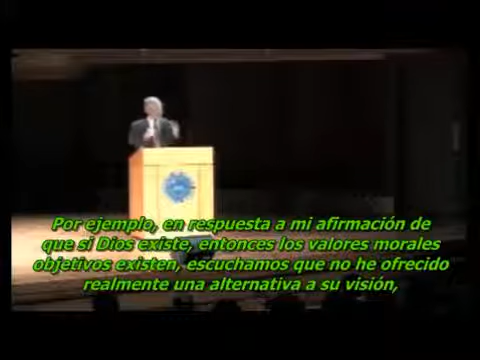 Por ejemplo, en respuesta a mi afirmación de
que si Dios existe, entonces los valores morales
objetivos existen, escuchamos que no he ofrecido
realmente una alternativa a su visión,